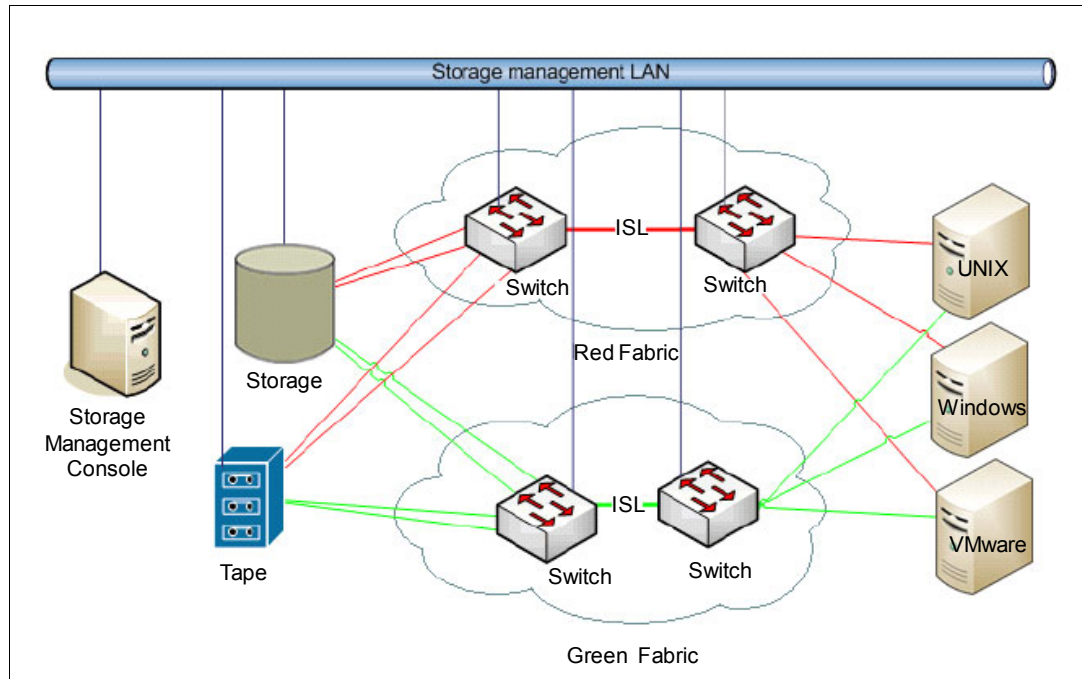 Storage management LAN
ISL
Switch
Switch
UNIX
Red Fabric
Storage
Windows
Storage
Management
Console
ISL
VMware
Tape
Switch
Switch
Green Fabric